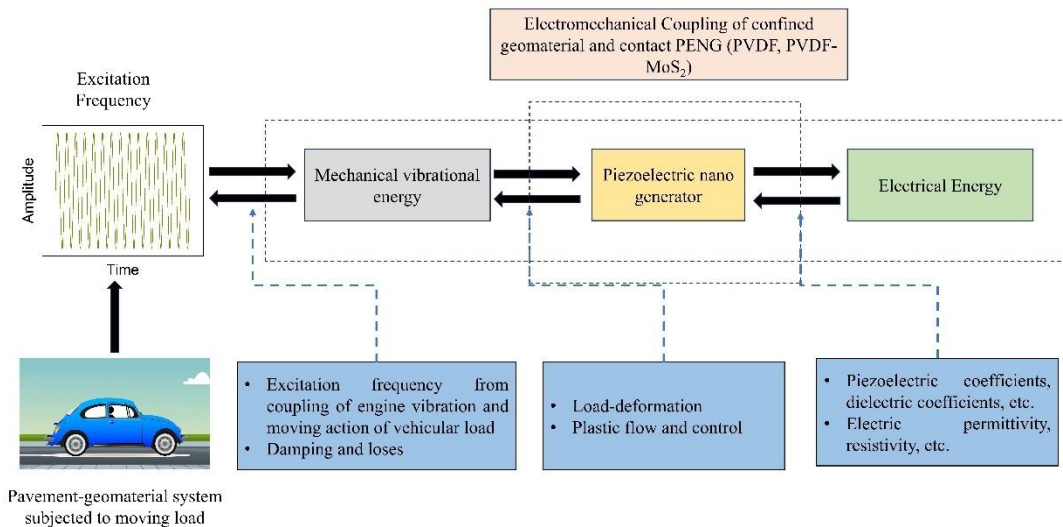 Electromechanical Coupling of confined
geomaterial and contact PENG (PVDF, PVDF-
MoS₂)
Excitation
Frequency
Amplitude
Time
Mechanical vibrational
energy
Piezoelectric nano
generator
Electrical Energy
Pavement-geomaterial system
subjected to moving load
• Excitation frequency from
coupling of engine vibration and
moving action of vehicular load
• Damping and loses
• Load-deformation
• Plastic flow and control
• Piezoelectric coefficients,
dielectric coefficients, etc.
• Electric permittivity,
resistivity, etc.